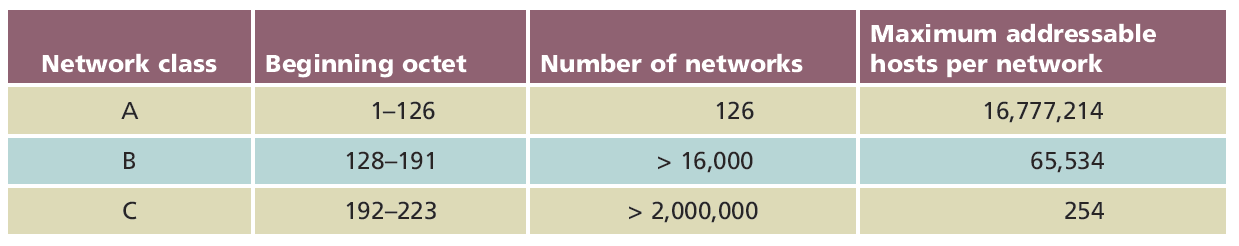 Network class Beginning octet Number of networks Maximum addressable
hosts per network
A 1–126 126 16,777,214
B 128–191 > 16,000 65,534
C 192–223 > 2,000,000 254